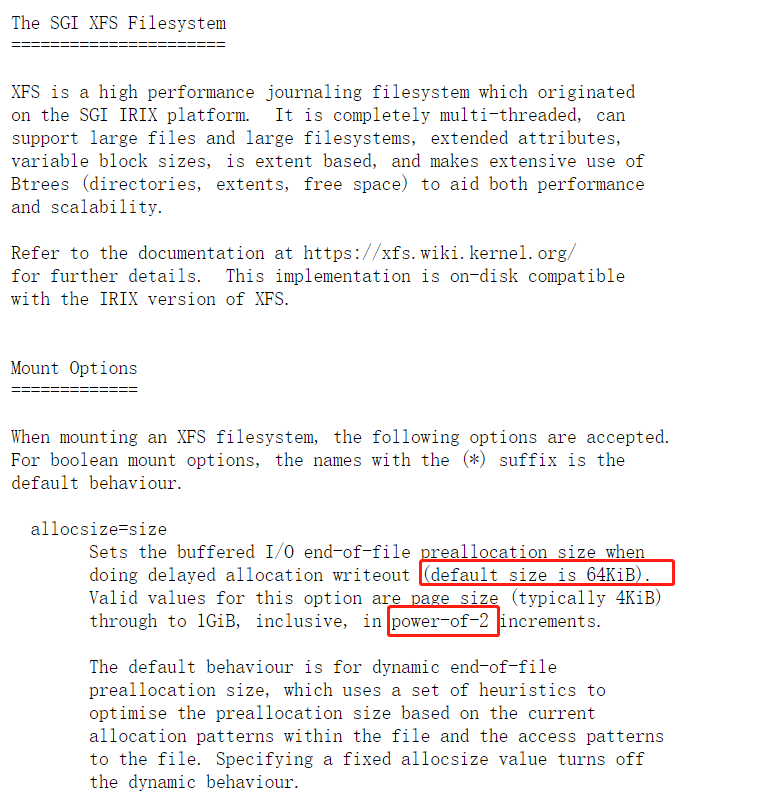 The SGI XFS Filesystem
======================
XFS is a high performance journaling filesystem which originated
on the SGI IRIX platform.  It is completely multi-threaded, can
support large files and large filesystems, extended attributes,
variable block sizes, is extent based, and makes extensive use of
Btrees (directories, extents, free space) to aid both performance
and scalability.
Refer to the documentation at https://xfs.wiki.kernel.org/
for further details.  This implementation is on-disk compatible
with the IRIX version of XFS.
Mount Options
=============
When mounting an XFS filesystem, the following options are accepted.
For boolean mount options, the names with the (*) suffix is the
default behaviour.
allocsize=size
Sets the buffered I/O end-of-file preallocation size when
doing delayed allocation writeout (default size is 64KiB).
Valid values for this option are page size (typically 4KiB)
through to 1GiB, inclusive, in power-of-2 increments.
The default behaviour is for dynamic end-of-file
preallocation size, which uses a set of heuristics to
optimise the preallocation size based on the current
allocation patterns within the file and the access patterns
to the file. Specifying a fixed allocsize value turns off
the dynamic behaviour.